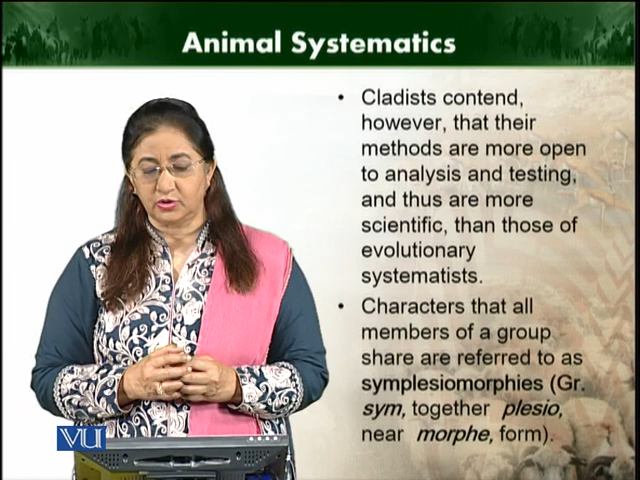 Animal Systematics
• Cladists contend,
however, that their
methods are more open
to analysis and testing,
and thus are more
scientific, than those of
evolutionary
systematists.
• Characters that all
members of a group
share are referred to as
symplesiomorphies (Gr.
sym, together plesio,
near morphe, form).
VU